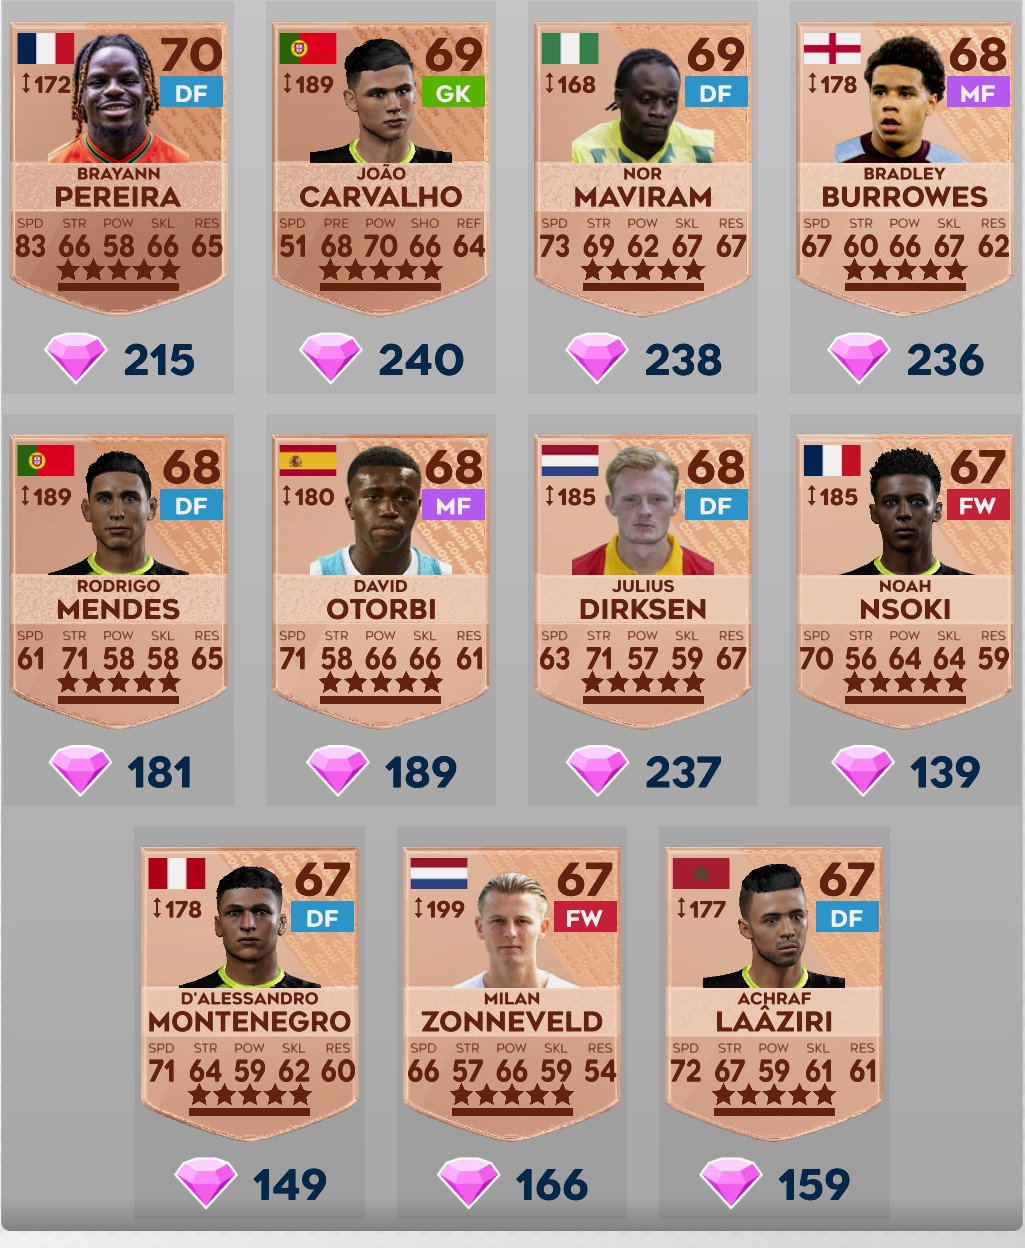 70
172
DF
BRAYANN
PEREIRA
SPD STR POW SKL RES
83 66 58 66 65
215
69
189
GK
JOÃO
CARVALHO
SPD PRE POW SHO REF
51 68 70 66 64
240
69
168
DF
NOR
MAVIRAM
SPD STR POW SKL RES
73 69 62 67 67
238
68
178
MF
BRADLEY
BURROWES
SPD STR POW SKL RES
67 60 66 67 62
236
68
189
DF
RODRIGO
MENDES
SPD STR POW SKL RES
61 71 58 58 65
181
68
180
MF
DAVID
OTORBI
SPD STR POW SKL RES
71 58 66 66 61
189
68
185
DF
JULIUS
DIRKSEN
SPD STR POW SKL RES
63 71 57 59 67
237
67
185
FW
NOAH
NSOKI
SPD STR POW SKL RES
70 56 64 64 59
139
67
178
DF
D'ALESSANDRO
MONTENEGRO
SPD STR POW SKL RES
71 64 59 62 60
149
67
199
FW
MILAN
ZONNEVELD
SPD STR POW SKL RES
66 57 66 59 54
166
67
177
DF
ACHRAF
LAÂZIRI
SPD STR POW SKL RES
72 67 59 61 61
159